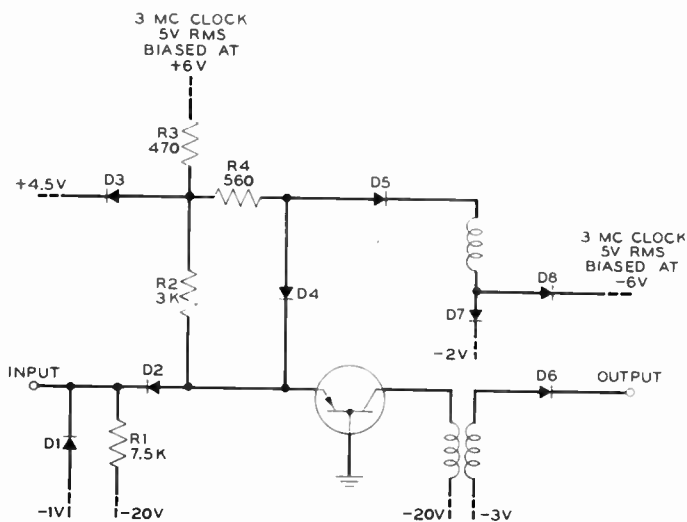 3 MC CLOCK
5V RMS
BIASED AT
+6V
R3
470
R4
560
+4.5V
D3
D5
3 MC CLOCK
5V RMS
BIASED AT
-6V
R2
3K
D4
D8
D7
-2V
INPUT
D2
D6
OUTPUT
D1
R1
7.5K
-1V
-20V
-20V
-3V